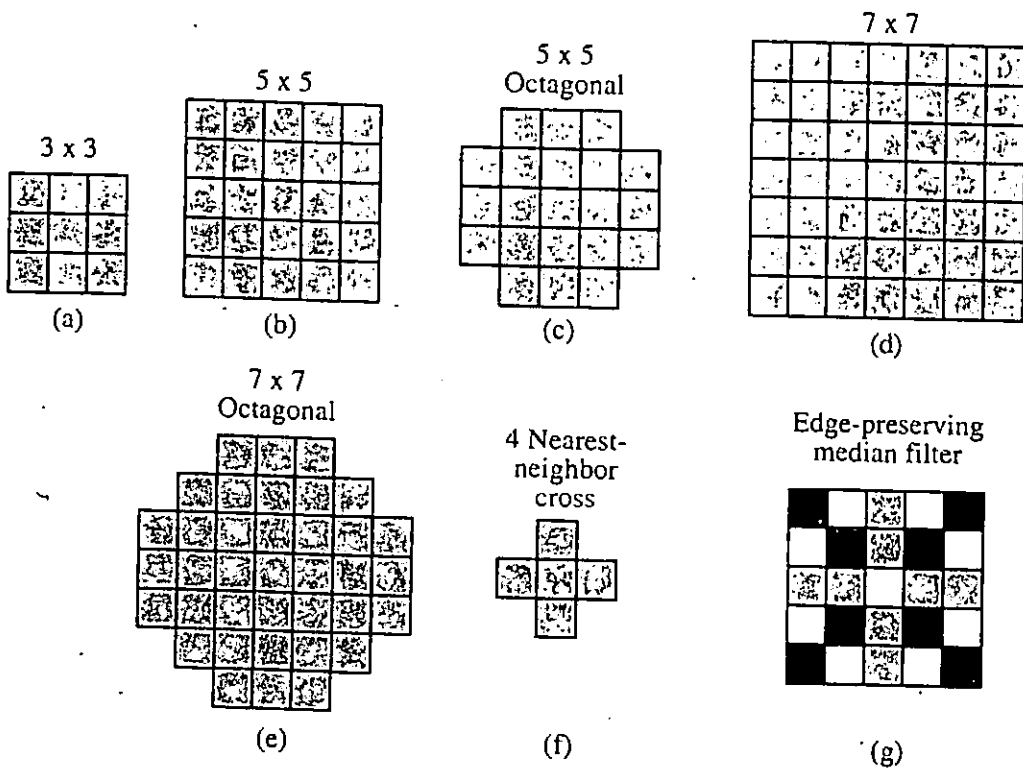 3 x 3
(a)
5 x 5
(b)
5 x 5
Octagonal
(c)
7 x 7
(d)
7 x 7
Octagonal
(e)
4 Nearest-
neighbor
cross
(f)
Edge-preserving
median filter
(g)